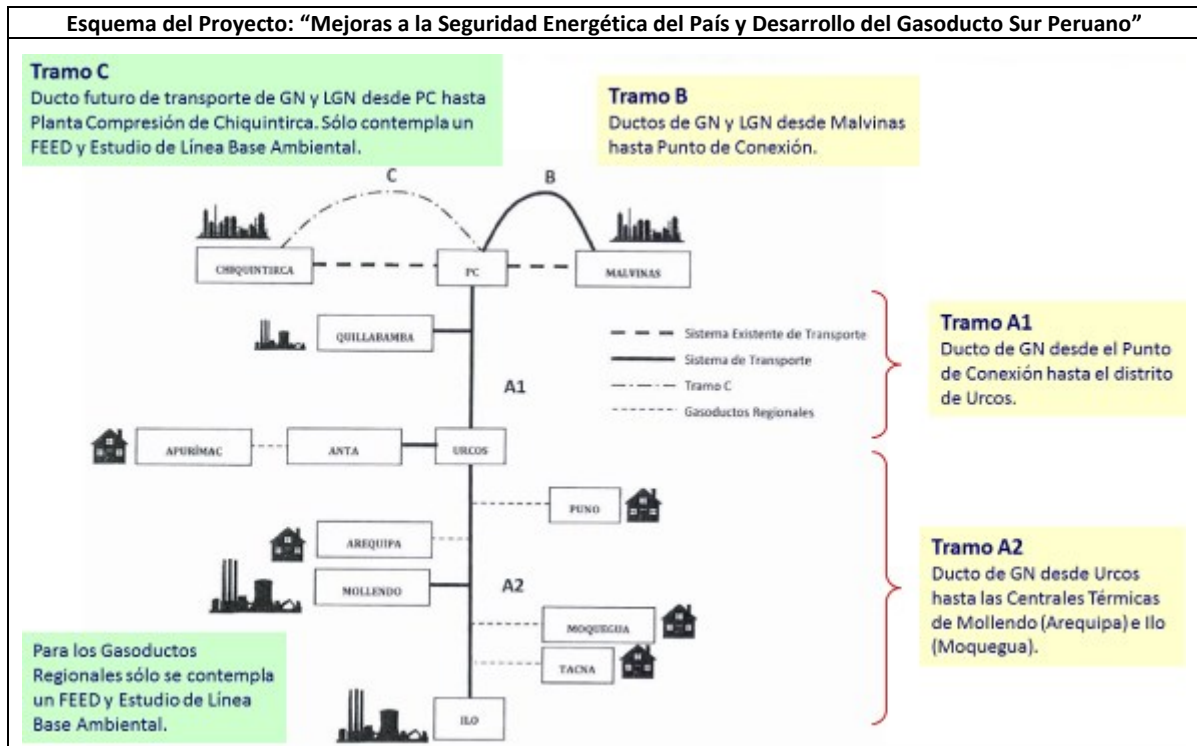 Esquema del Proyecto: “Mejoras a la Seguridad Energética del País y Desarrollo del Gasoducto Sur Peruano”
Tramo C
Ducto futuro de transporte de GN y LGN desde PC hasta
Planta Compresión de Chiquintirca. Sólo contempla un
FEED y Estudio de Línea Base Ambiental.
Tramo B
Ductos de GN y LGN desde Malvinas
hasta Punto de Conexión.
C
B
CHIQUINTIRCA
PC
MALVINAS
QUILLABAMBA
Sistema Existente de Transporte
Sistema de Transporte
Tramo C
Gasoductos Regionales
A1
Tramo A1
Ducto de GN desde el Punto
de Conexión hasta el distrito
de Urcos.
APURÍMAC
ANTA
URCOS
PUNO
AREQUIPA
MOLLENDO
A2
MOQUEGUA
TACNA
ILO
Tramo A2
Ducto de GN desde Urcos
hasta las Centrales Térmicas
de Mollendo (Arequipa) e Ilo
(Moquegua).
Para los Gasoductos
Regionales sólo se contempla
un FEED y Estudio de Línea
Base Ambiental.